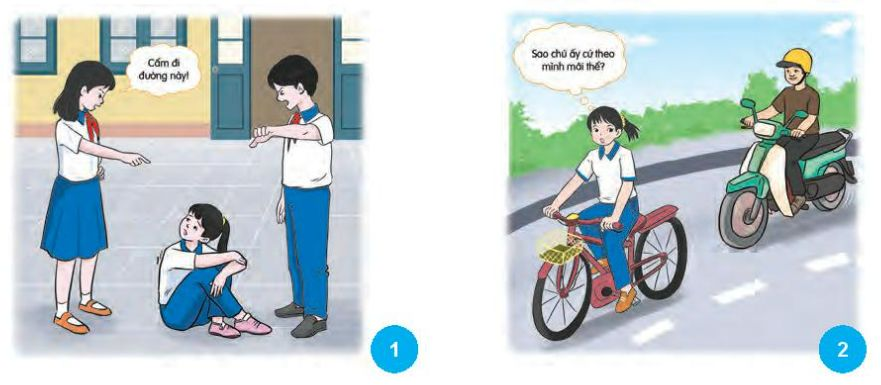 Cấm đi
đường này!
1
Sao chú ấy cứ theo
mình mãi thế?
2